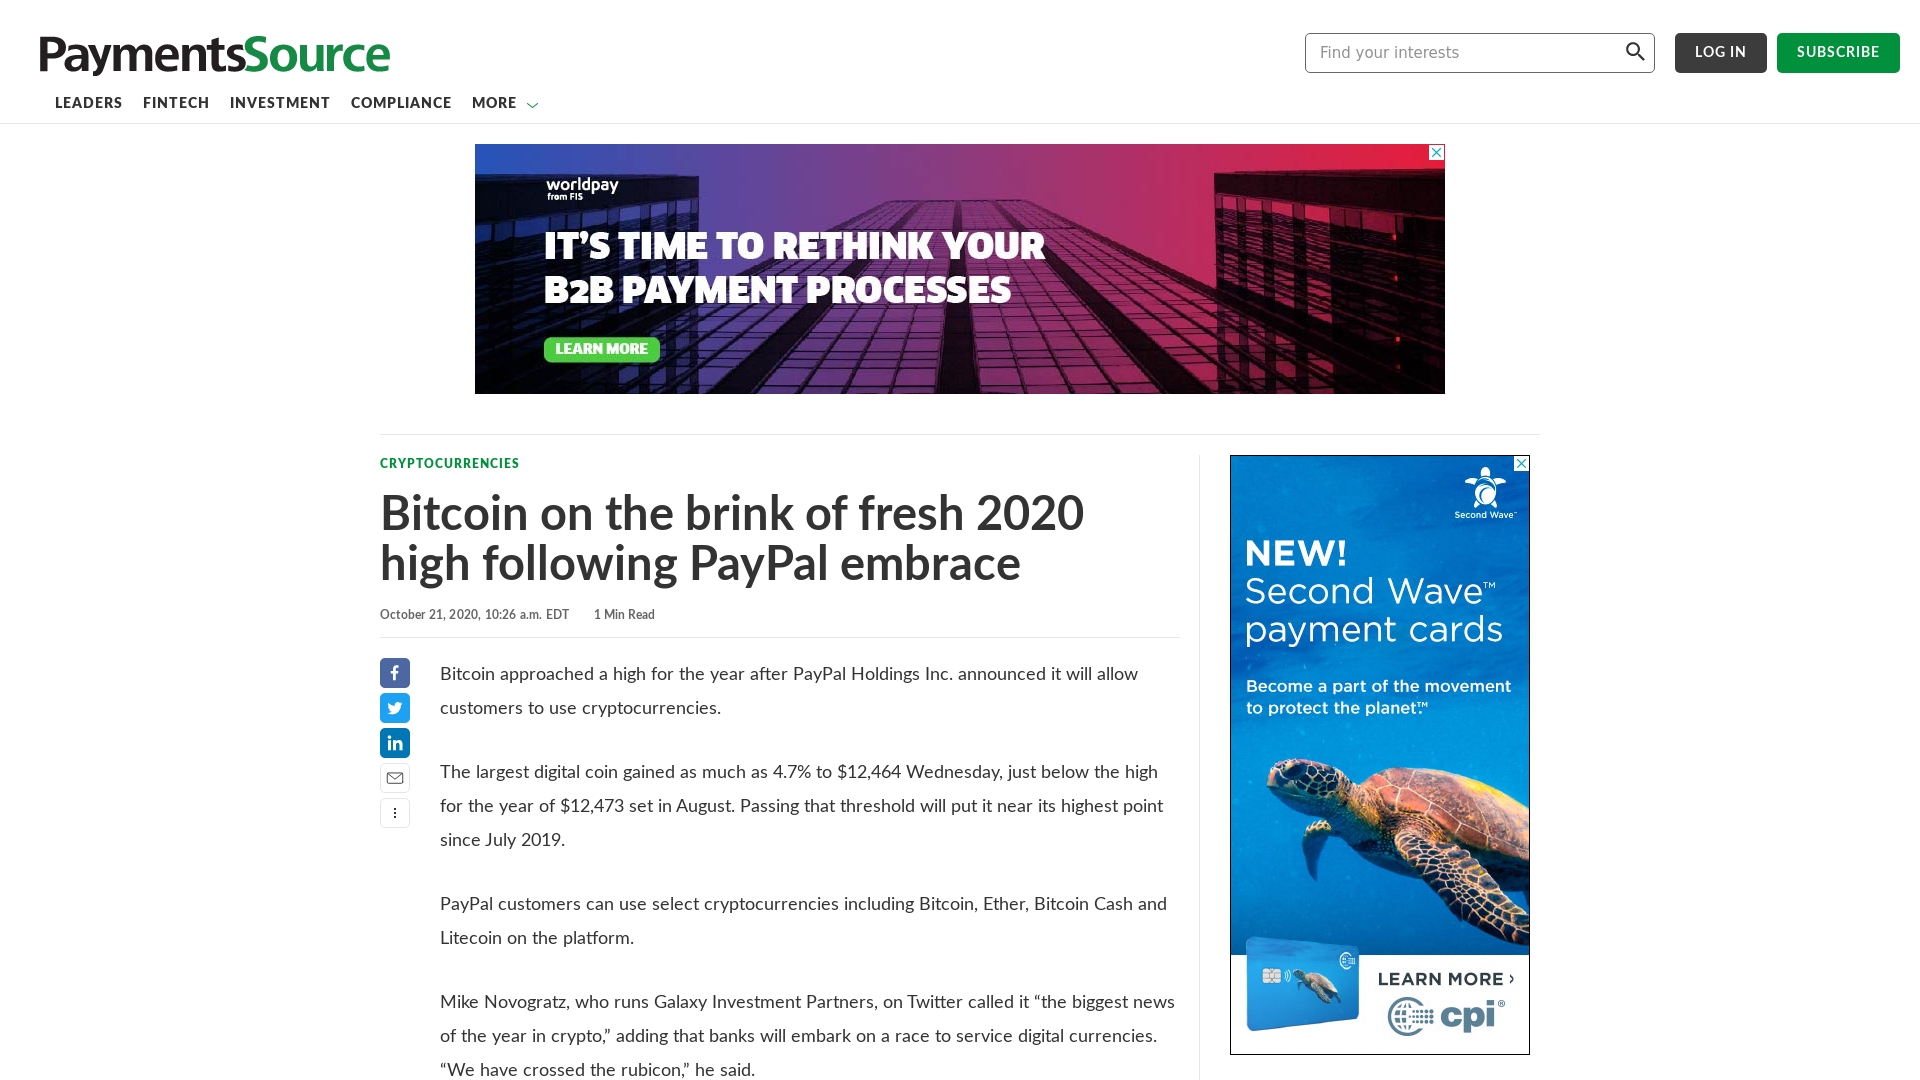 PaymentsSource
Find your interests
LOG IN
SUBSCRIBE
LEADERS FINTECH INVESTMENT COMPLIANCE MORE
worldpay
from FIS
IT’S TIME TO RETHINK YOUR
B2B PAYMENT PROCESSES
LEARN MORE
CRYPTOCURRENCIES
Bitcoin on the brink of fresh 2020
high following PayPal embrace
October 21, 2020, 10:26 a.m. EDT 1 Min Read
Bitcoin approached a high for the year after PayPal Holdings Inc. announced it will allow
customers to use cryptocurrencies.
The largest digital coin gained as much as 4.7% to $12,464 Wednesday, just below the high
for the year of $12,473 set in August. Passing that threshold will put it near its highest point
since July 2019.
PayPal customers can use select cryptocurrencies including Bitcoin, Ether, Bitcoin Cash and
Litecoin on the platform.
Mike Novogratz, who runs Galaxy Investment Partners, on Twitter called it “the biggest news
of the year in crypto,” adding that banks will embark on a race to service digital currencies.
“We have crossed the rubicon,” he said.
Second Wave™
NEW!
Second Wave™
payment cards
Become a part of the movement
to protect the planet.™
LEARN MORE ›
cpi®